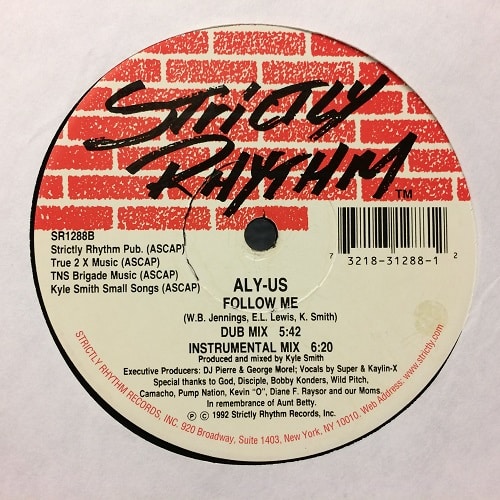 STRICTLY
RHYTHM
TM
SR1288B
Strictly Rhythm Pub. (ASCAP)
True 2 X Music (ASCAP)
TNS Brigade Music (ASCAP)
Kyle Smith Small Songs (ASCAP)
7 3218-31288-1 2
ALY-US
FOLLOW ME
(W.B. Jennings, E.L. Lewis, K. Smith)
DUB MIX 5:42
INSTRUMENTAL MIX 6:20
Produced and mixed by Kyle Smith
Executive Producers: DJ Pierre & George Morel; Vocals by Super & Kaylin-X
Special thanks to God, Disciple, Bobby Konders, Wild Pitch,
Camacho, Pump Nation, Kevin "O", Diane F. Raysor and our Moms.
In remembrance of Aunt Betty.
P C 1992 Strictly Rhythm Records, Inc.
STRICTLY RHYTHM RECORDS, INC. 920 Broadway, Suite 1403, New York, NY 10010. Web Address: www.strictly.com